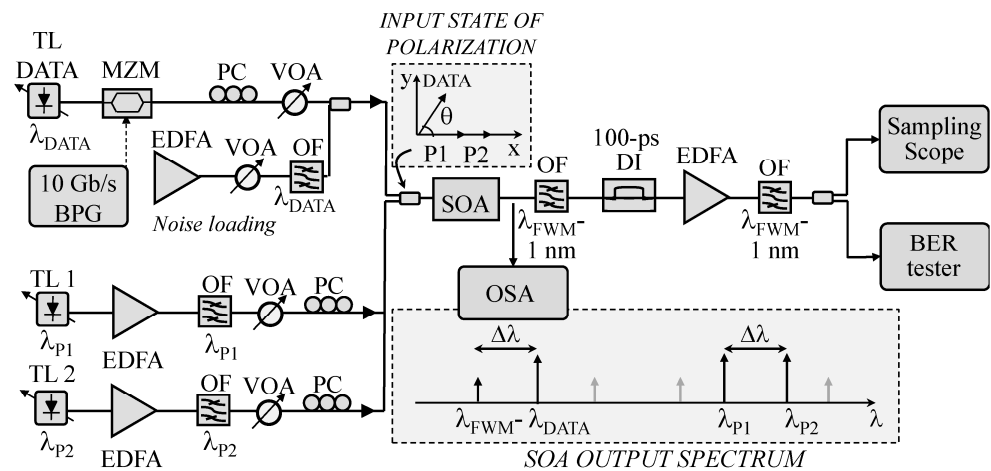 INPUT STATE OF
POLARIZATION
TL
DATA
MZM
PC
VOA
λDATA
10 Gb/s
BPG
EDFA
VOA
OF
λDATA
Noise loading
y
DATA
θ
P1
P2
x
SOA
OF
λFWM-
1 nm
100-ps
DI
EDFA
OF
λFWM-
1 nm
Sampling
Scope
BER
tester
OSA
TL 1
λP1
EDFA
OF
λP1
VOA
PC
TL 2
λP2
EDFA
OF
λP2
VOA
PC
Δλ
Δλ
λFWM-
λDATA
λP1
λP2
λ
SOA OUTPUT SPECTRUM